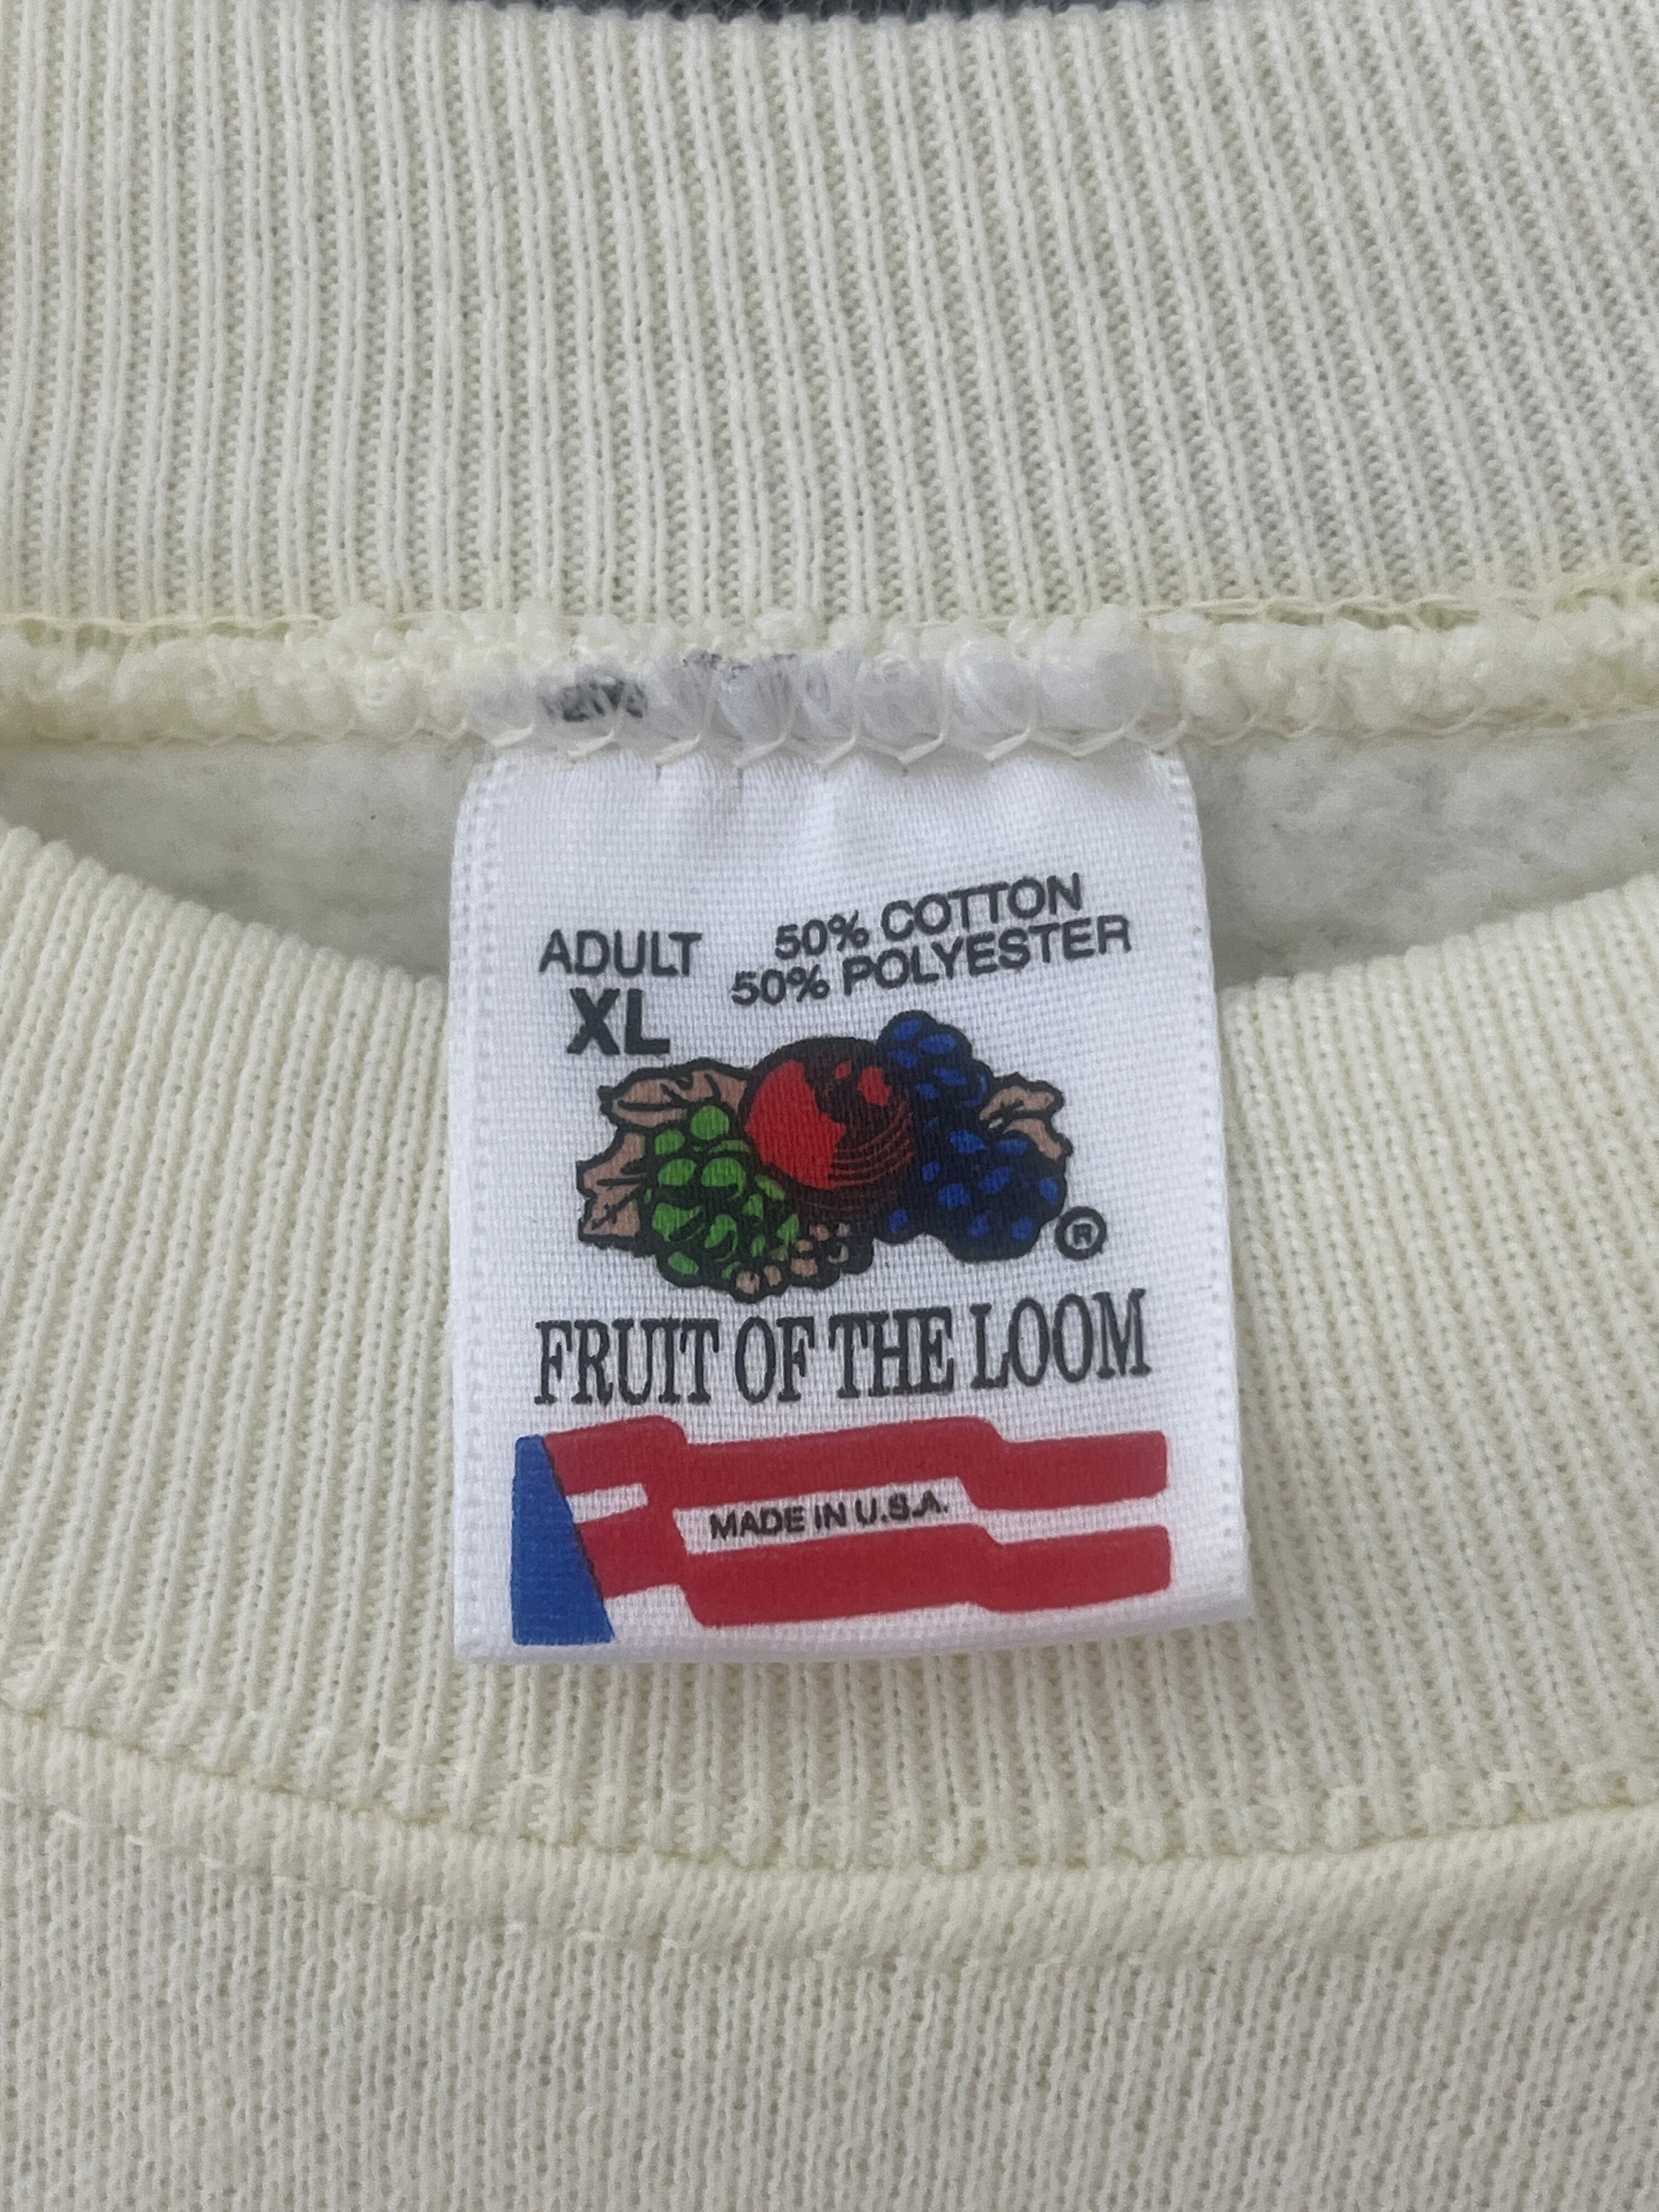 ADULT
XL
50% COTTON
50% POLYESTER
®
FRUIT OF THE LOOM
MADE IN U.S.A.